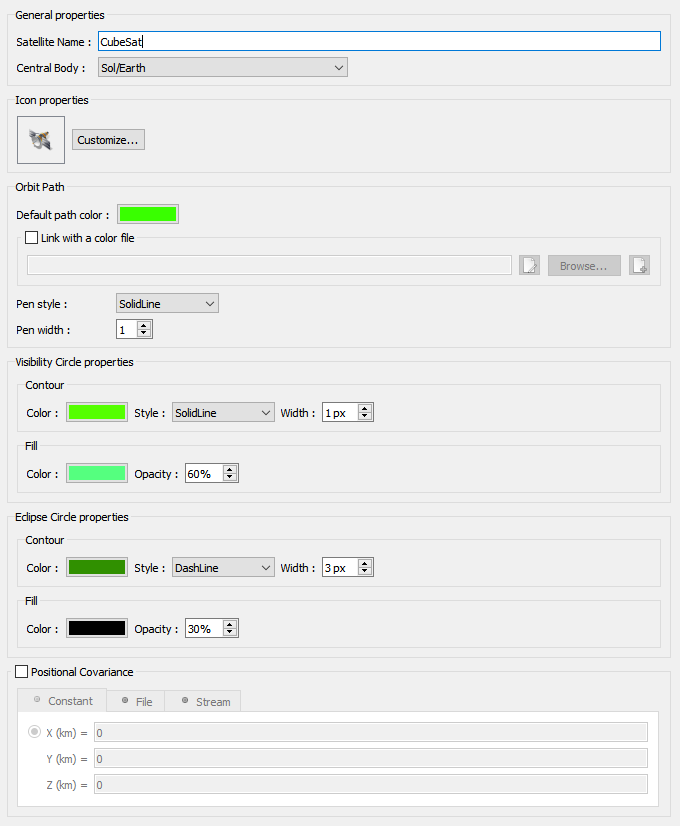 General properties
Satellite Name : CubeSat
Central Body : Sol/Earth
Icon properties
Customize...
Orbit Path
Default path color :
Link with a color file
Browse...
Pen style : SolidLine
Pen width : 1
Visibility Circle properties
Contour
Color : Style : SolidLine Width : 1 px
Fill
Color : Opacity : 60%
Eclipse Circle properties
Contour
Color : Style : DashLine Width : 3 px
Fill
Color : Opacity : 30%
Positional Covariance
Constant File Stream
X (km) = 0
Y (km) = 0
Z (km) = 0